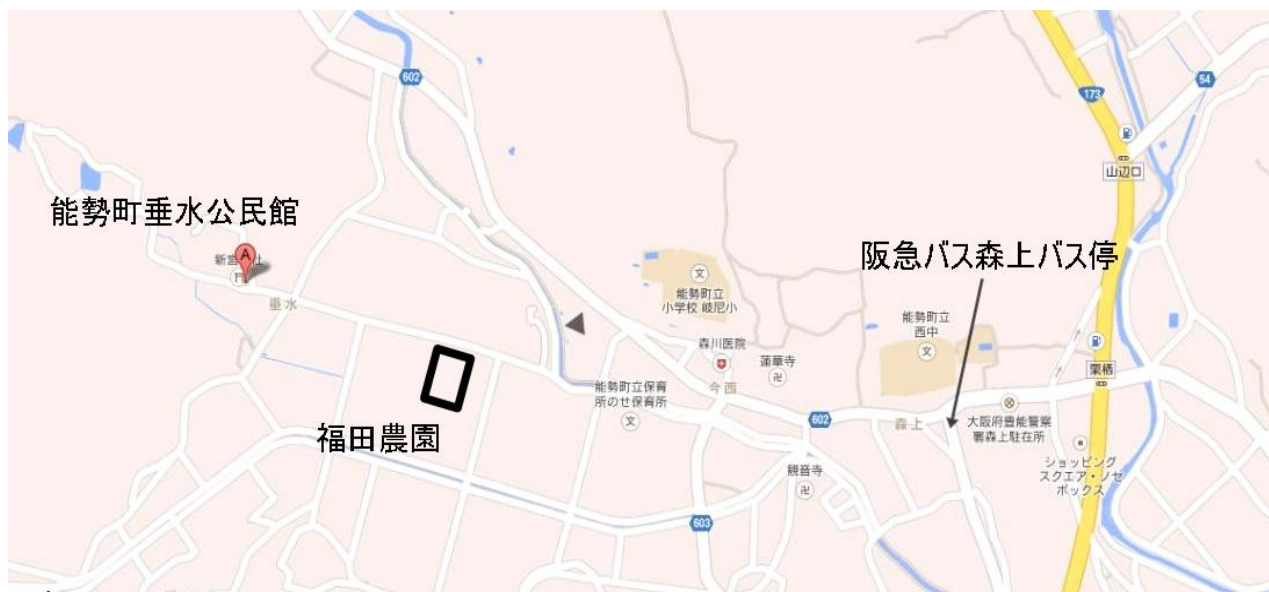 602
54
173
山辺口
能勢町垂水公民館
A
垂水
阪急バス森上バス停
能勢町立
小学校 岐尼小
能勢町立
西中
森川医院
蓮華寺
栗栖
今西
能勢町立保育
所のせ保育所
602
森上
大阪府豊能警察
署森上駐在所
福田農園
ショッピング
スクエア・ノセ
ボックス
観音寺
603